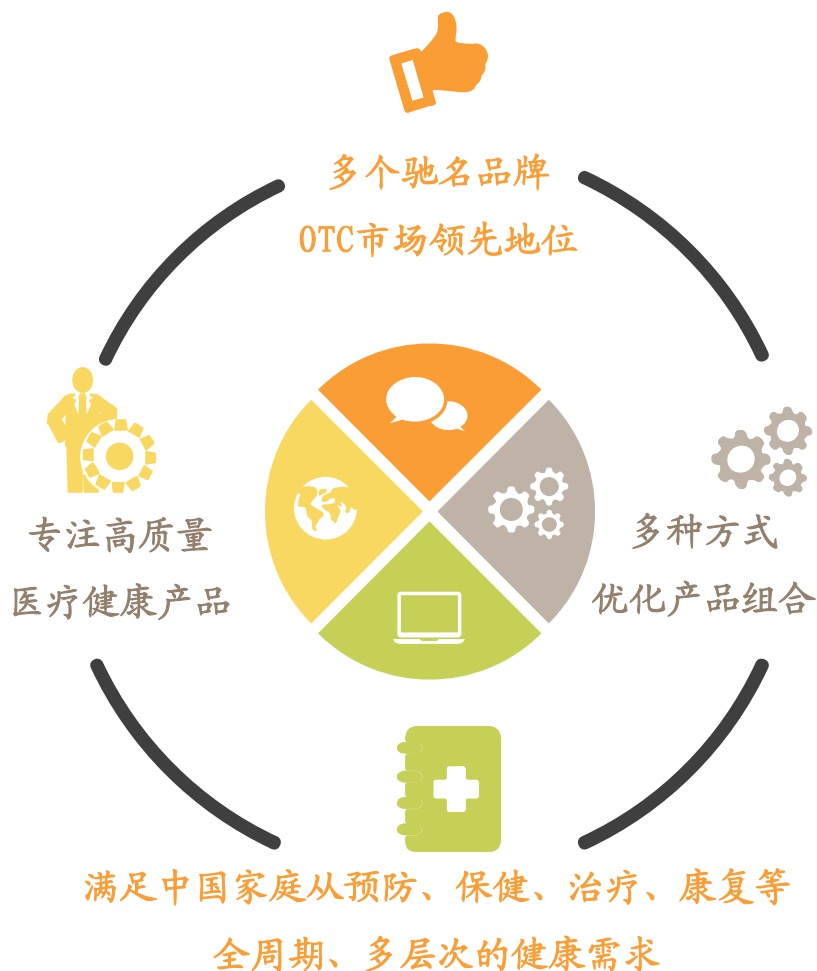 多个驰名品牌
OTC市场领先地位
专注高质量
医疗健康产品
多种方式
优化产品组合
满足中国家庭从预防、保健、治疗、康复等
全周期、多层次的健康需求